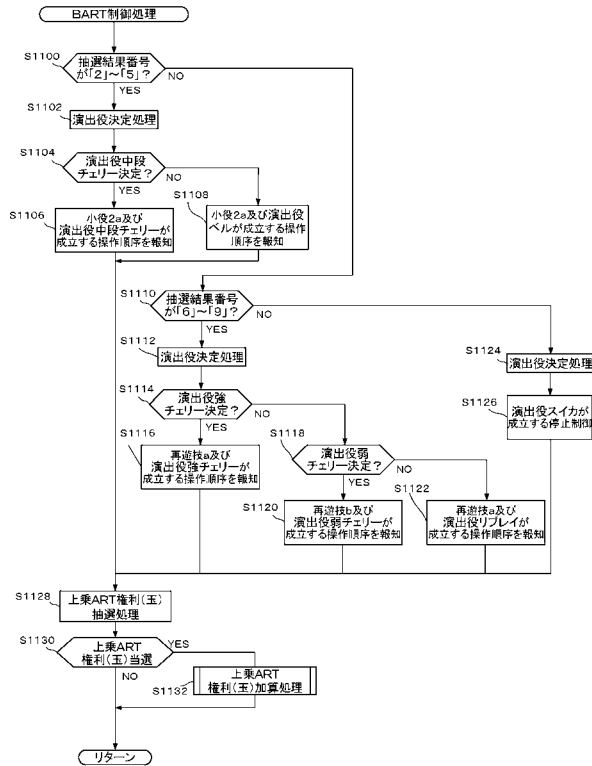 BART制御処理
S1100
抽選結果番号
が「2」～「5」？
NO
YES
S1102
演出役決定処理
S1104
演出役中段
チェリー決定？
NO
YES
S1106
小役2a及び
演出役中段チェリーが
成立する操作順序を報知
S1108
小役2a及び演出役
ベルが成立する操作
順序を報知
S1110
抽選結果番号
が「6」～「9」？
NO
YES
S1112
演出役決定処理
S1114
演出役強
チェリー決定？
NO
YES
S1116
再遊技a及び
演出役強チェリーが
成立する操作順序を報知
S1118
演出役弱
チェリー決定？
NO
YES
S1120
再遊技b及び
演出役弱チェリーが
成立する操作順序を報知
S1122
再遊技a及び
演出役リプレイが
成立する操作順序を報知
S1124
演出役決定処理
S1126
演出役スイカが
成立する停止制御
S1128
上乗ART権利(玉)
抽選処理
S1130
上乗ART
権利(玉)当選
YES
NO
S1132
上乗ART
権利(玉)加算処理
リターン